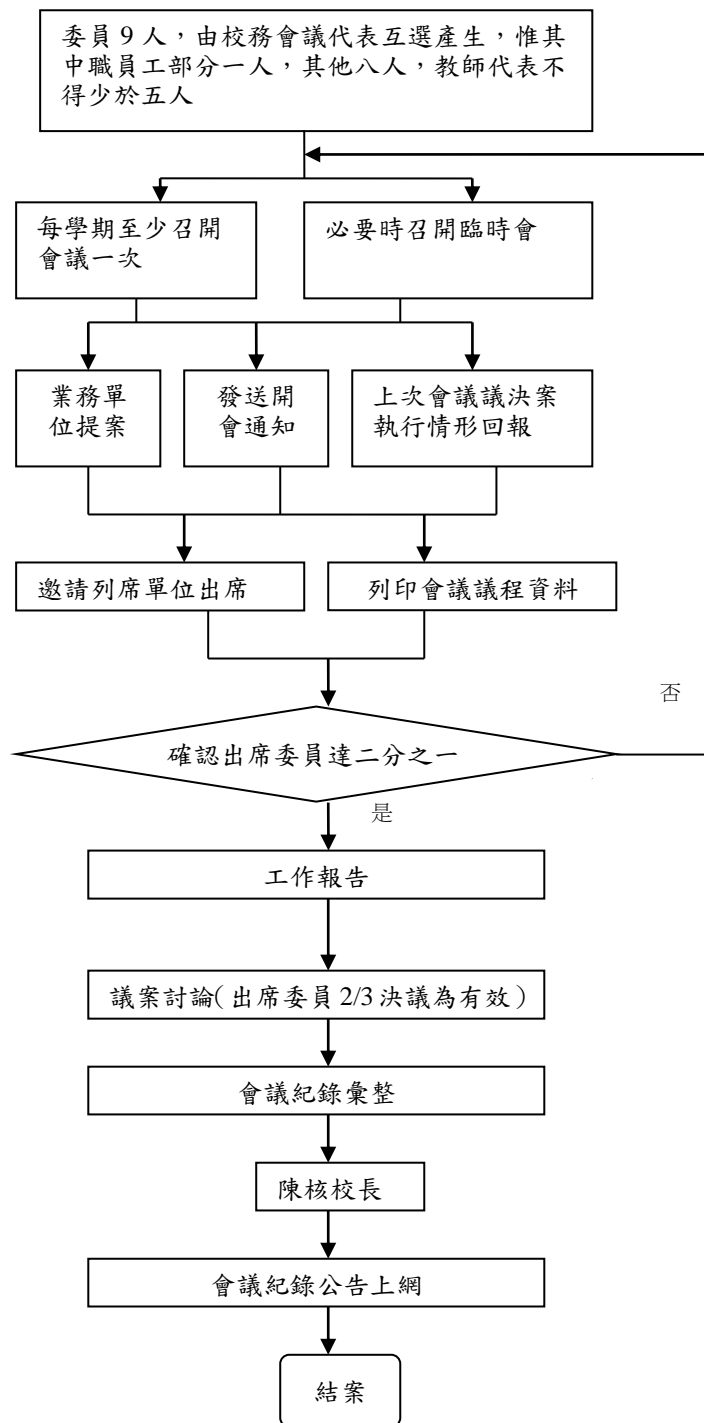 委員 9 人，由校務會議代表互選產生，惟其
中職員工部分一人，其他八人，教師代表不
得少於五人
每學期至少召開
會議一次
必要時召開臨時會
業務單
位提案
發送開
會通知
上次會議議決案
執行情形回報
邀請列席單位出席
列印會議議程資料
否
確認出席委員達二分之一
是
工作報告
議案討論(出席委員 2/3 決議為有效)
會議紀錄彙整
陳核校長
會議紀錄公告上網
結案